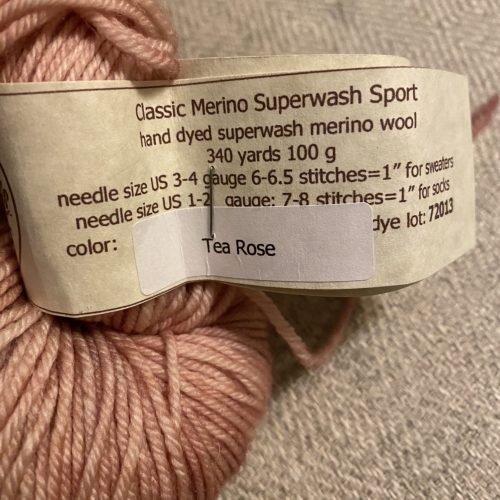 Classic Merino Superwash Sport
hand dyed superwash merino wool
340 yards 100 g
needle size US 3-4 gauge 6-6.5 stitches=1" for sweaters
needle size US 1-2 gauge: 7-8 stitches=1" for socks
dye lot: 72013
color: Tea Rose